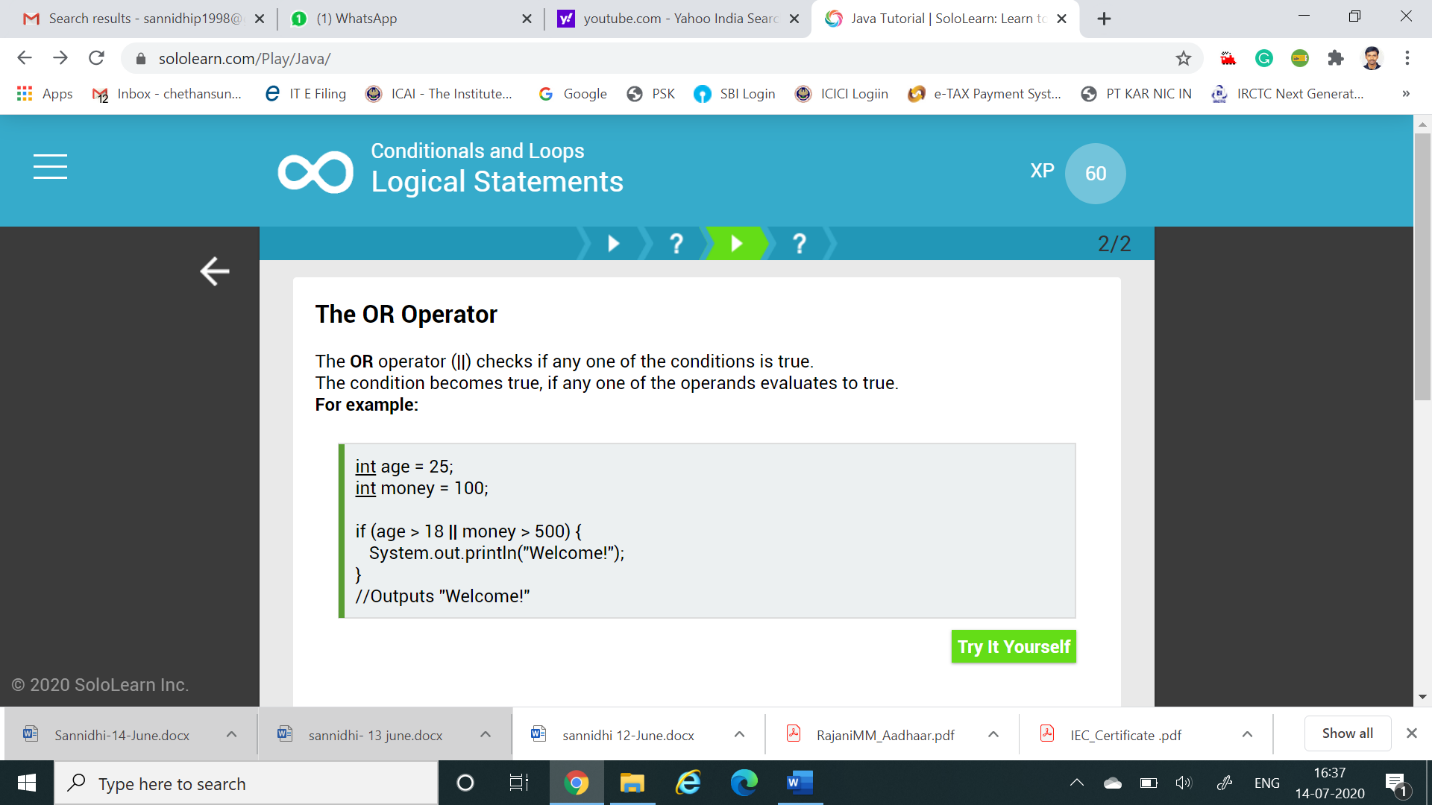 Search results - sannidhip1998@
(1) WhatsApp
youtube.com - Yahoo India Searc
Java Tutorial | SoloLearn: Learn to
sololearn.com/Play/Java/
Apps
12
Inbox - chethansun...
IT E Filing
ICAI - The Institute...
Google
PSK
SBI Login
ICICI Logiin
e-TAX Payment Syst...
PT KAR NIC IN
IRCTC Next Generat...
»
Conditionals and Loops
Logical Statements
XP 60
? ? 2/2
The OR Operator
The OR operator (||) checks if any one of the conditions is true.
The condition becomes true, if any one of the operands evaluates to true.
For example:
int age = 25;
int money = 100;
if (age > 18 || money > 500) {
System.out.println("Welcome!");
}
//Outputs "Welcome!"
Try It Yourself
© 2020 SoloLearn Inc.
Sannidhi-14-June.docx
sannidhi- 13 june.docx
sannidhi 12-June.docx
RajaniMM_Aadhaar.pdf
IEC_Certificate .pdf
Show all
Type here to search
ENG
16:37
14-07-2020
1